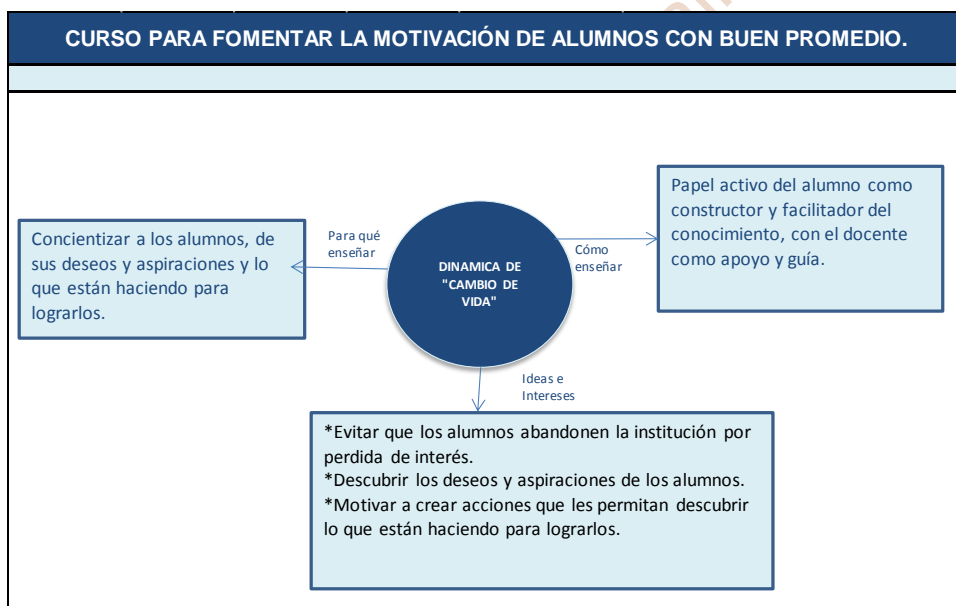 CURSO PARA FOMENTAR LA MOTIVACIÓN DE ALUMNOS CON BUEN PROMEDIO.
Papel activo del alumno como
constructor y facilitador del
conocimiento, con el docente
como apoyo y guía.
Concientizar a los alumnos, de
sus deseos y aspiraciones y lo
que están haciendo para
lograrlos.
Para qué
enseñar
Cómo
enseñar
DINAMICA DE
"CAMBIO DE
VIDA"
Ideas e
Intereses
*Evitar que los alumnos abandonen la institución por
perdida de interés.
*Descubrir los deseos y aspiraciones de los alumnos.
*Motivar a crear acciones que les permitan descubrir
lo que están haciendo para lograrlos.